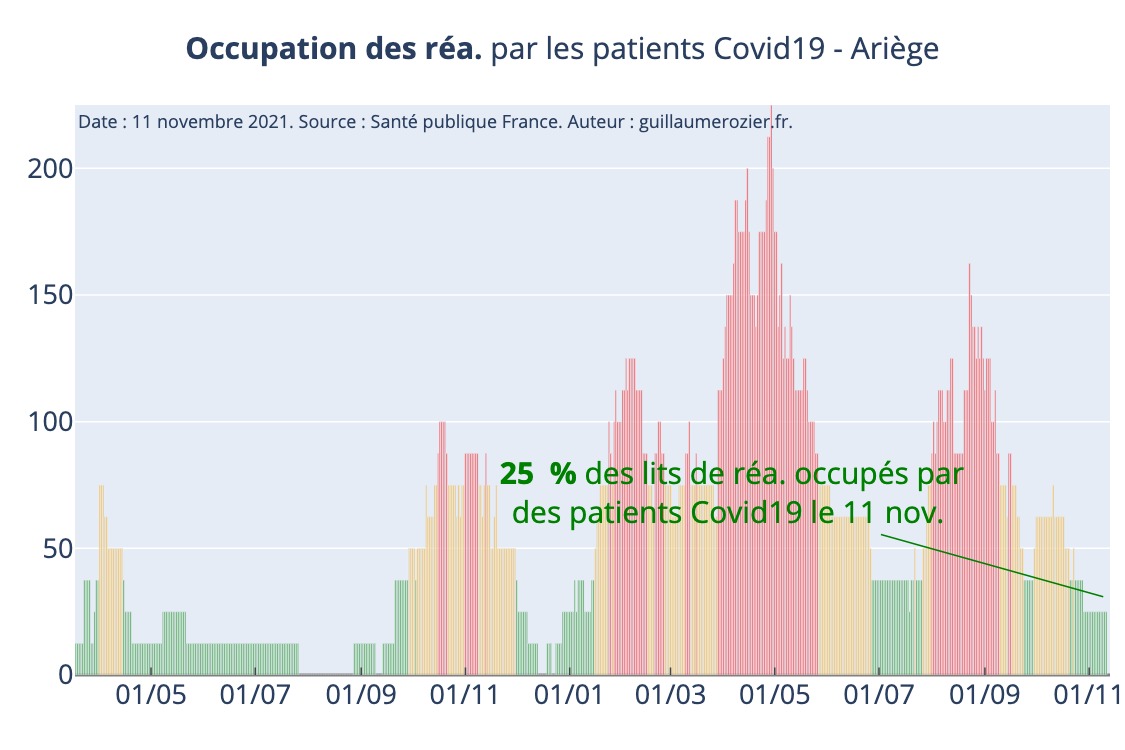 Occupation des réa. par les patients Covid19 - Ariège
Date : 11 novembre 2021. Source : Santé publique France. Auteur : guillaumerozier.fr.
200
150
100
25 % des lits de réa. occupés par
des patients Covid19 le 11 nov.
50
0
01/05 01/07 01/09 01/11 01/01 01/03 01/05 01/07 01/09 01/11